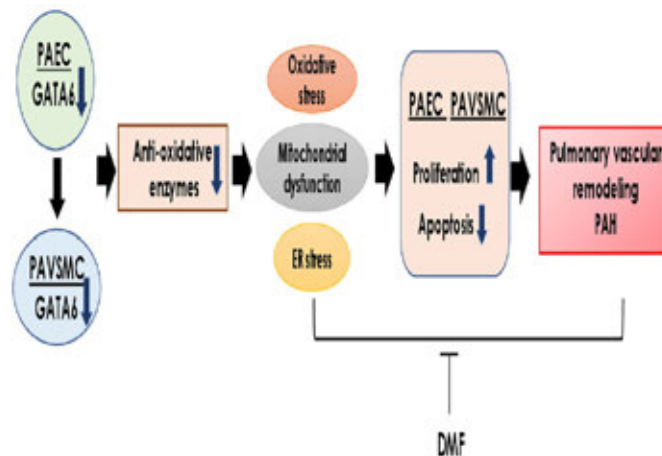 PAEC
GATA6
PAVSMC
GATA6
Anti-oxidative
enzymes
Oxidative
stress
Mitochondrial
dysfunction
ER stress
PAEC PAVSMC
Proliferation
Apoptosis
Pulmonary vascular
remodeling
PAH
DMF